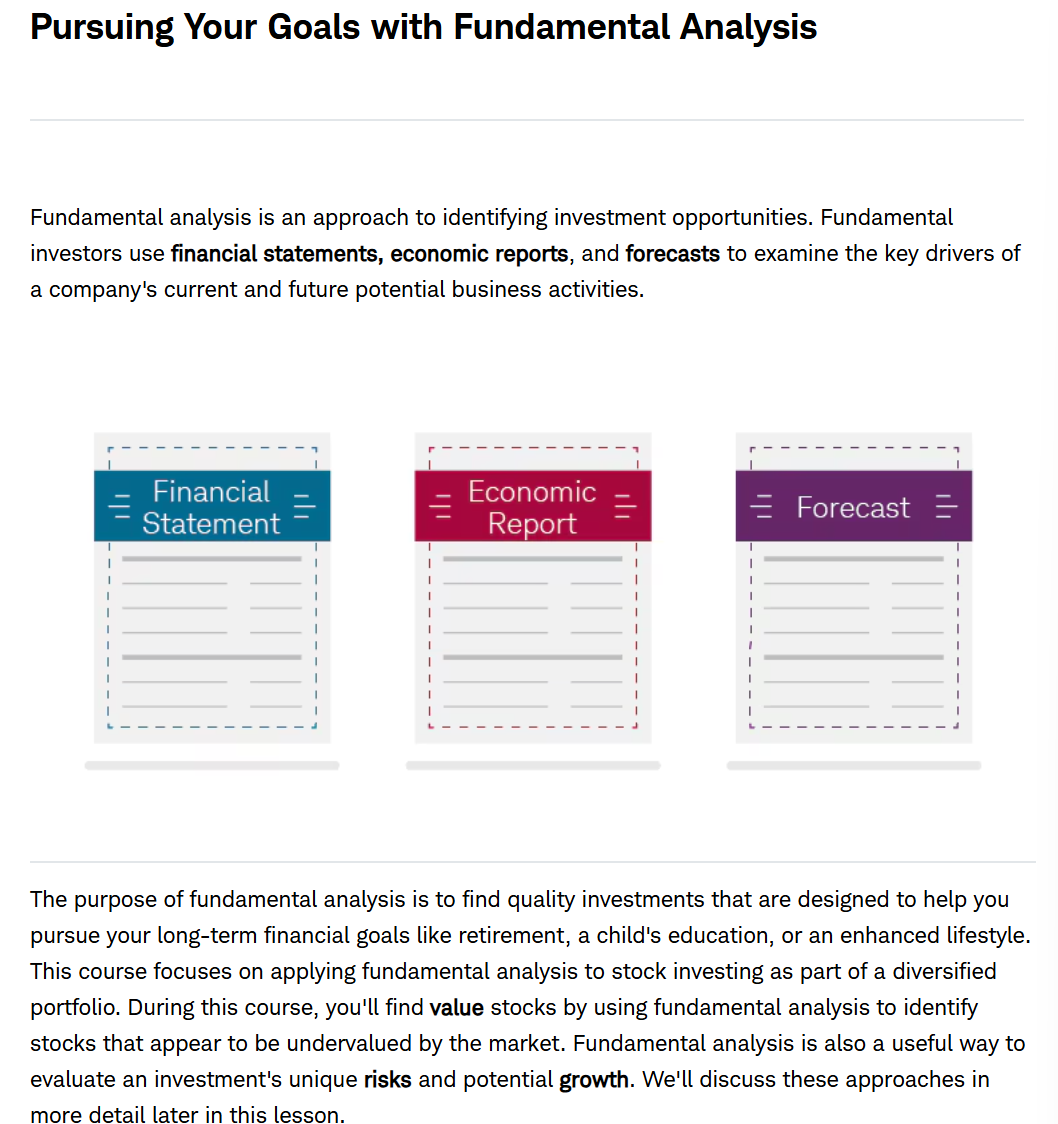 Pursuing Your Goals with Fundamental Analysis
Fundamental analysis is an approach to identifying investment opportunities. Fundamental
investors use financial statements, economic reports, and forecasts to examine the key drivers of
a company's current and future potential business activities.
Financial
Statement
Economic
Report
Forecast
The purpose of fundamental analysis is to find quality investments that are designed to help you
pursue your long-term financial goals like retirement, a child's education, or an enhanced lifestyle.
This course focuses on applying fundamental analysis to stock investing as part of a diversified
portfolio. During this course, you'll find value stocks by using fundamental analysis to identify
stocks that appear to be undervalued by the market. Fundamental analysis is also a useful way to
evaluate an investment's unique risks and potential growth. We'll discuss these approaches in
more detail later in this lesson.